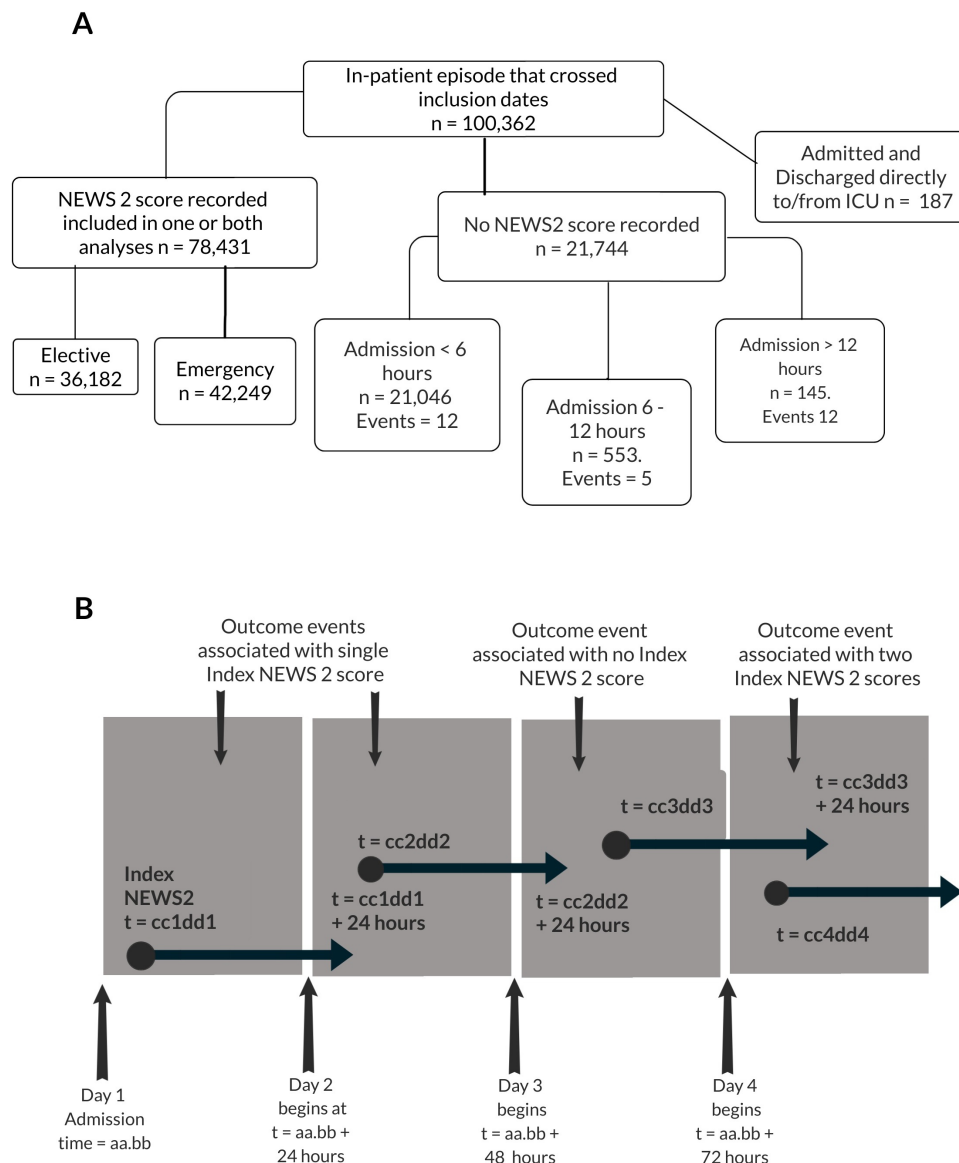 A
In-patient episode that crossed
inclusion dates
n = 100,362
Admitted and
Discharged directly
to/from ICU n = 187
NEWS 2 score recorded
included in one or both
analyses n = 78,431
No NEWS2 score recorded
n = 21,744
Elective
n = 36,182
Emergency
n = 42,249
Admission < 6
hours
n = 21,046
Events = 12
Admission 6 -
12 hours
n = 553.
Events = 5
Admission > 12
hours
n = 145.
Events 12
B
Outcome events
associated with single
Index NEWS 2 score
Outcome event
associated with no Index
NEWS 2 score
Outcome event
associated with two
Index NEWS 2 scores
Index
NEWS2
t = cc1dd1
t = cc2dd2
t = cc1dd1
+ 24 hours
t = cc3dd3
t = cc2dd2
+ 24 hours
t = cc3dd3
+ 24 hours
t = cc4dd4
Day 1
Admission
time = aa.bb
Day 2
begins at
t = aa.bb +
24 hours
Day 3
begins
t = aa.bb +
48 hours
Day 4
begins
t = aa.bb +
72 hours